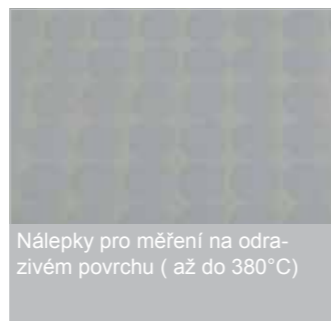 Nálepky pro měření na odra-
zivém povrchu ( až do 380°C)